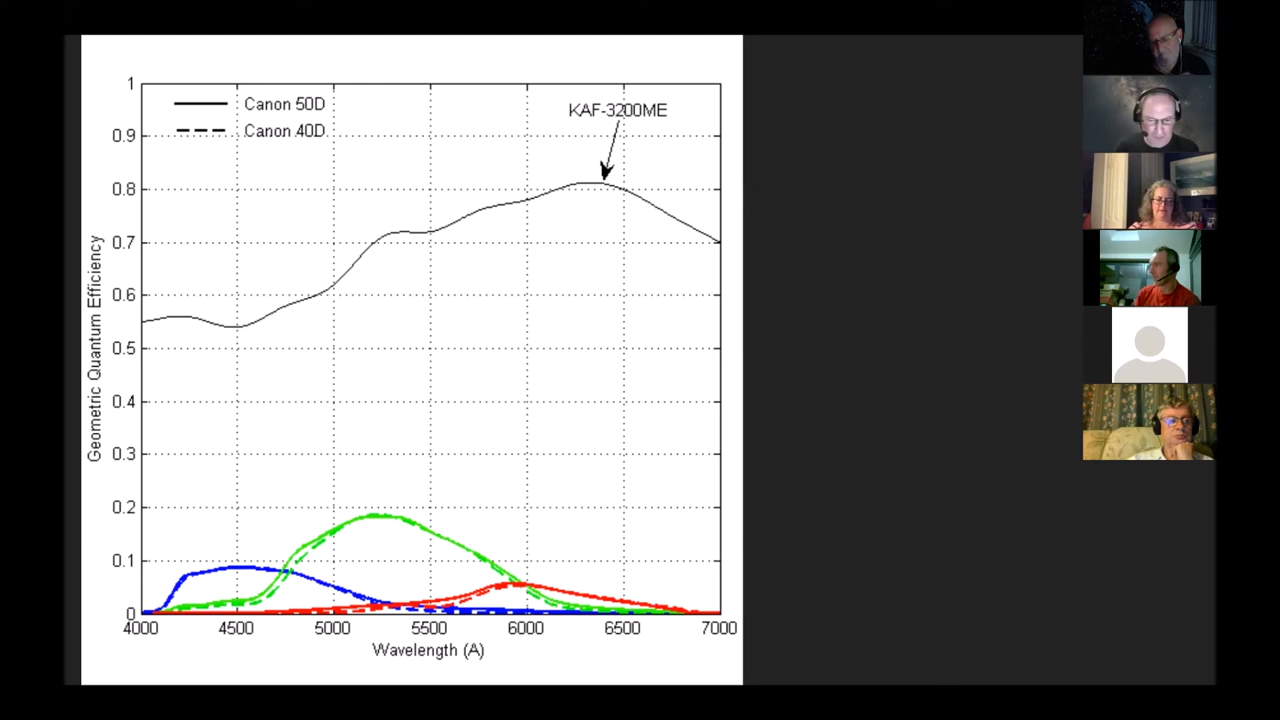 Canon 50D
Canon 40D
KAF-3200ME
1
0.9
0.8
0.7
0.6
0.5
0.4
0.3
0.2
0.1
0
Geometric Quantum Efficiency
4000 4500 5000 5500 6000 6500 7000
Wavelength (A)